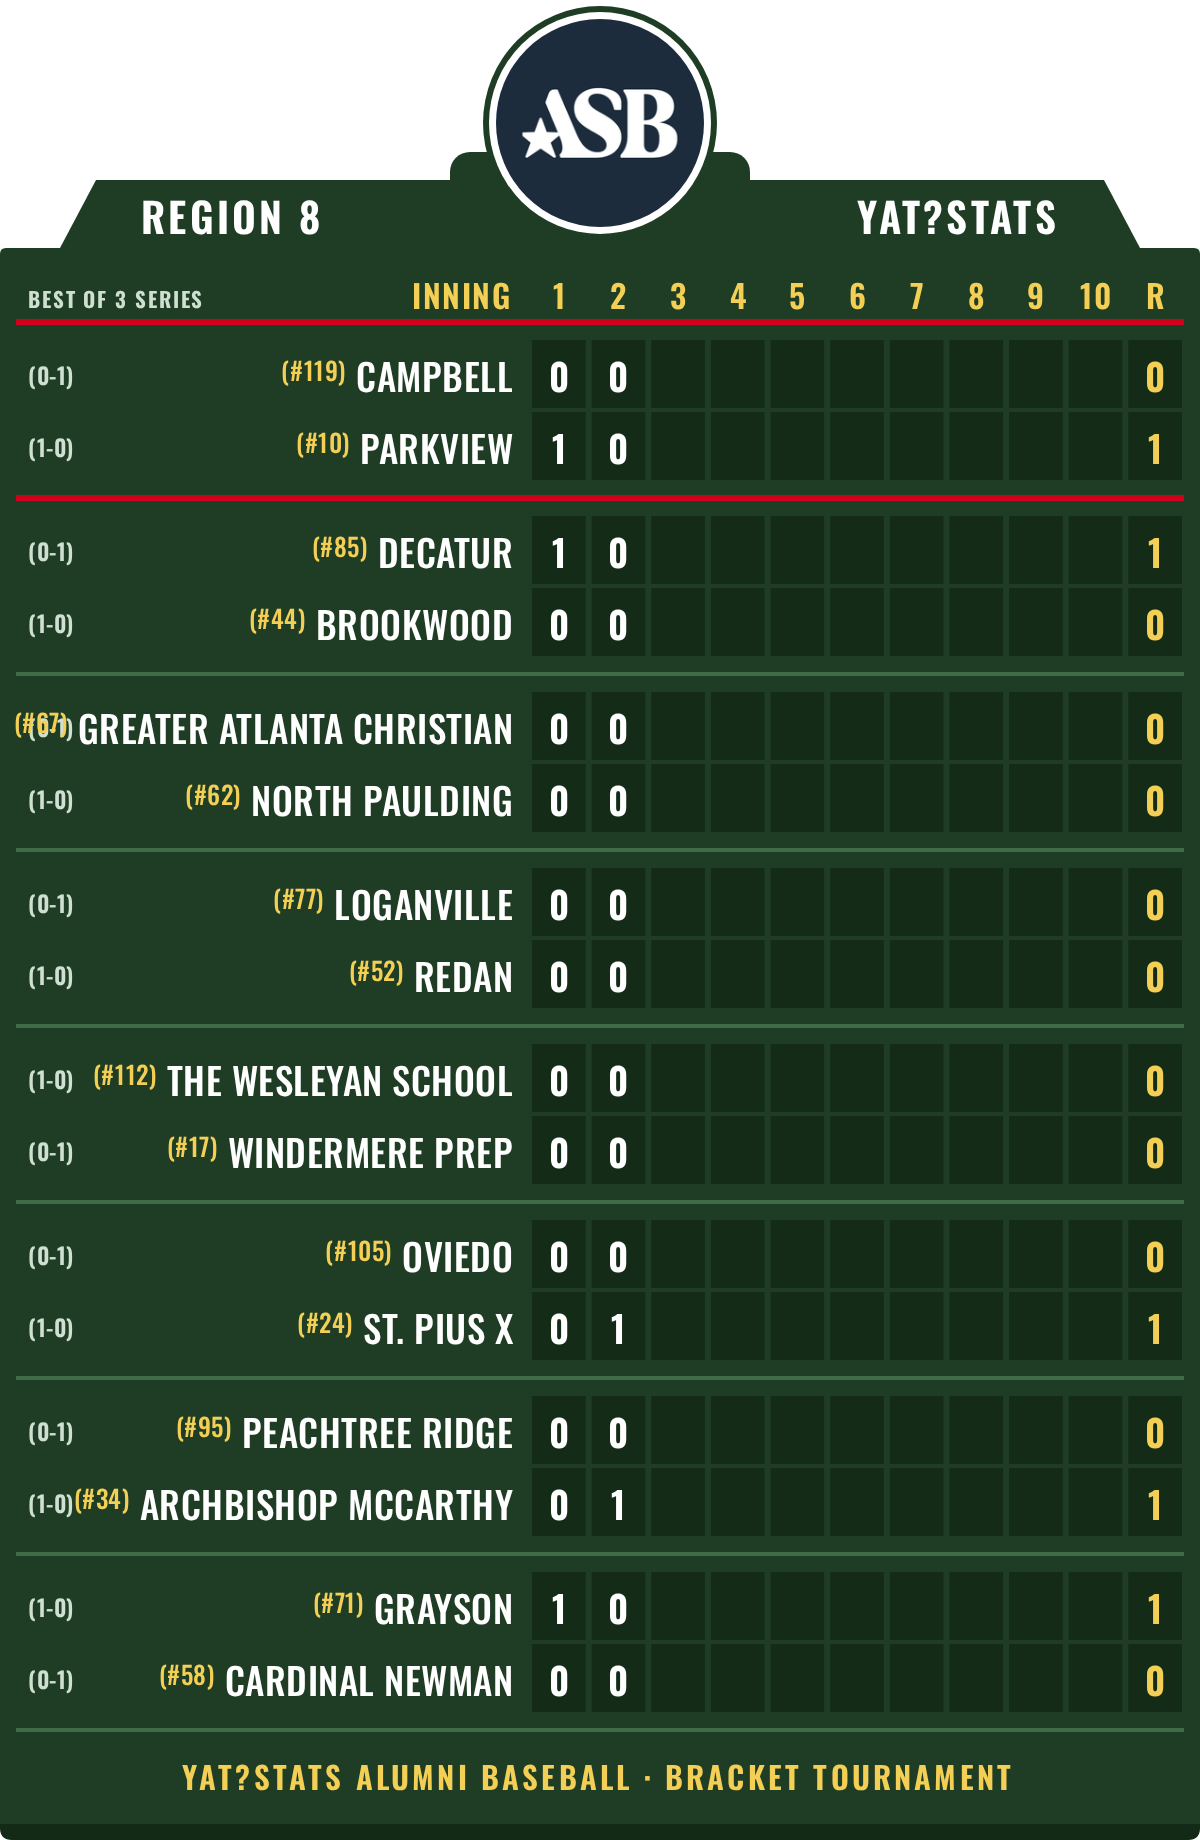 ASB
REGION 8 YAT?STATS
BEST OF 3 SERIES INNING 1 2 3 4 5 6 7 8 9 10 R
(0-1) (#119) CAMPBELL 0 0 0
(1-0) (#10) PARKVIEW 1 0 1
(0-1) (#85) DECATUR 1 0 1
(1-0) (#44) BROOKWOOD 0 0 0
(0-1) (#67) GREATER ATLANTA CHRISTIAN 0 0 0
(1-0) (#62) NORTH PAULDING 0 0 0
(0-1) (#77) LOGANVILLE 0 0 0
(1-0) (#52) REDAN 0 0 0
(1-0) (#112) THE WESLEYAN SCHOOL 0 0 0
(0-1) (#17) WINDERMERE PREP 0 0 0
(0-1) (#105) OVIEDO 0 0 0
(1-0) (#24) ST. PIUS X 0 1 1
(0-1) (#95) PEACHTREE RIDGE 0 0 0
(1-0) (#34) ARCHBISHOP MCCARTHY 0 1 1
(1-0) (#71) GRAYSON 1 0 1
(0-1) (#58) CARDINAL NEWMAN 0 0 0
YAT?STATS ALUMNI BASEBALL · BRACKET TOURNAMENT